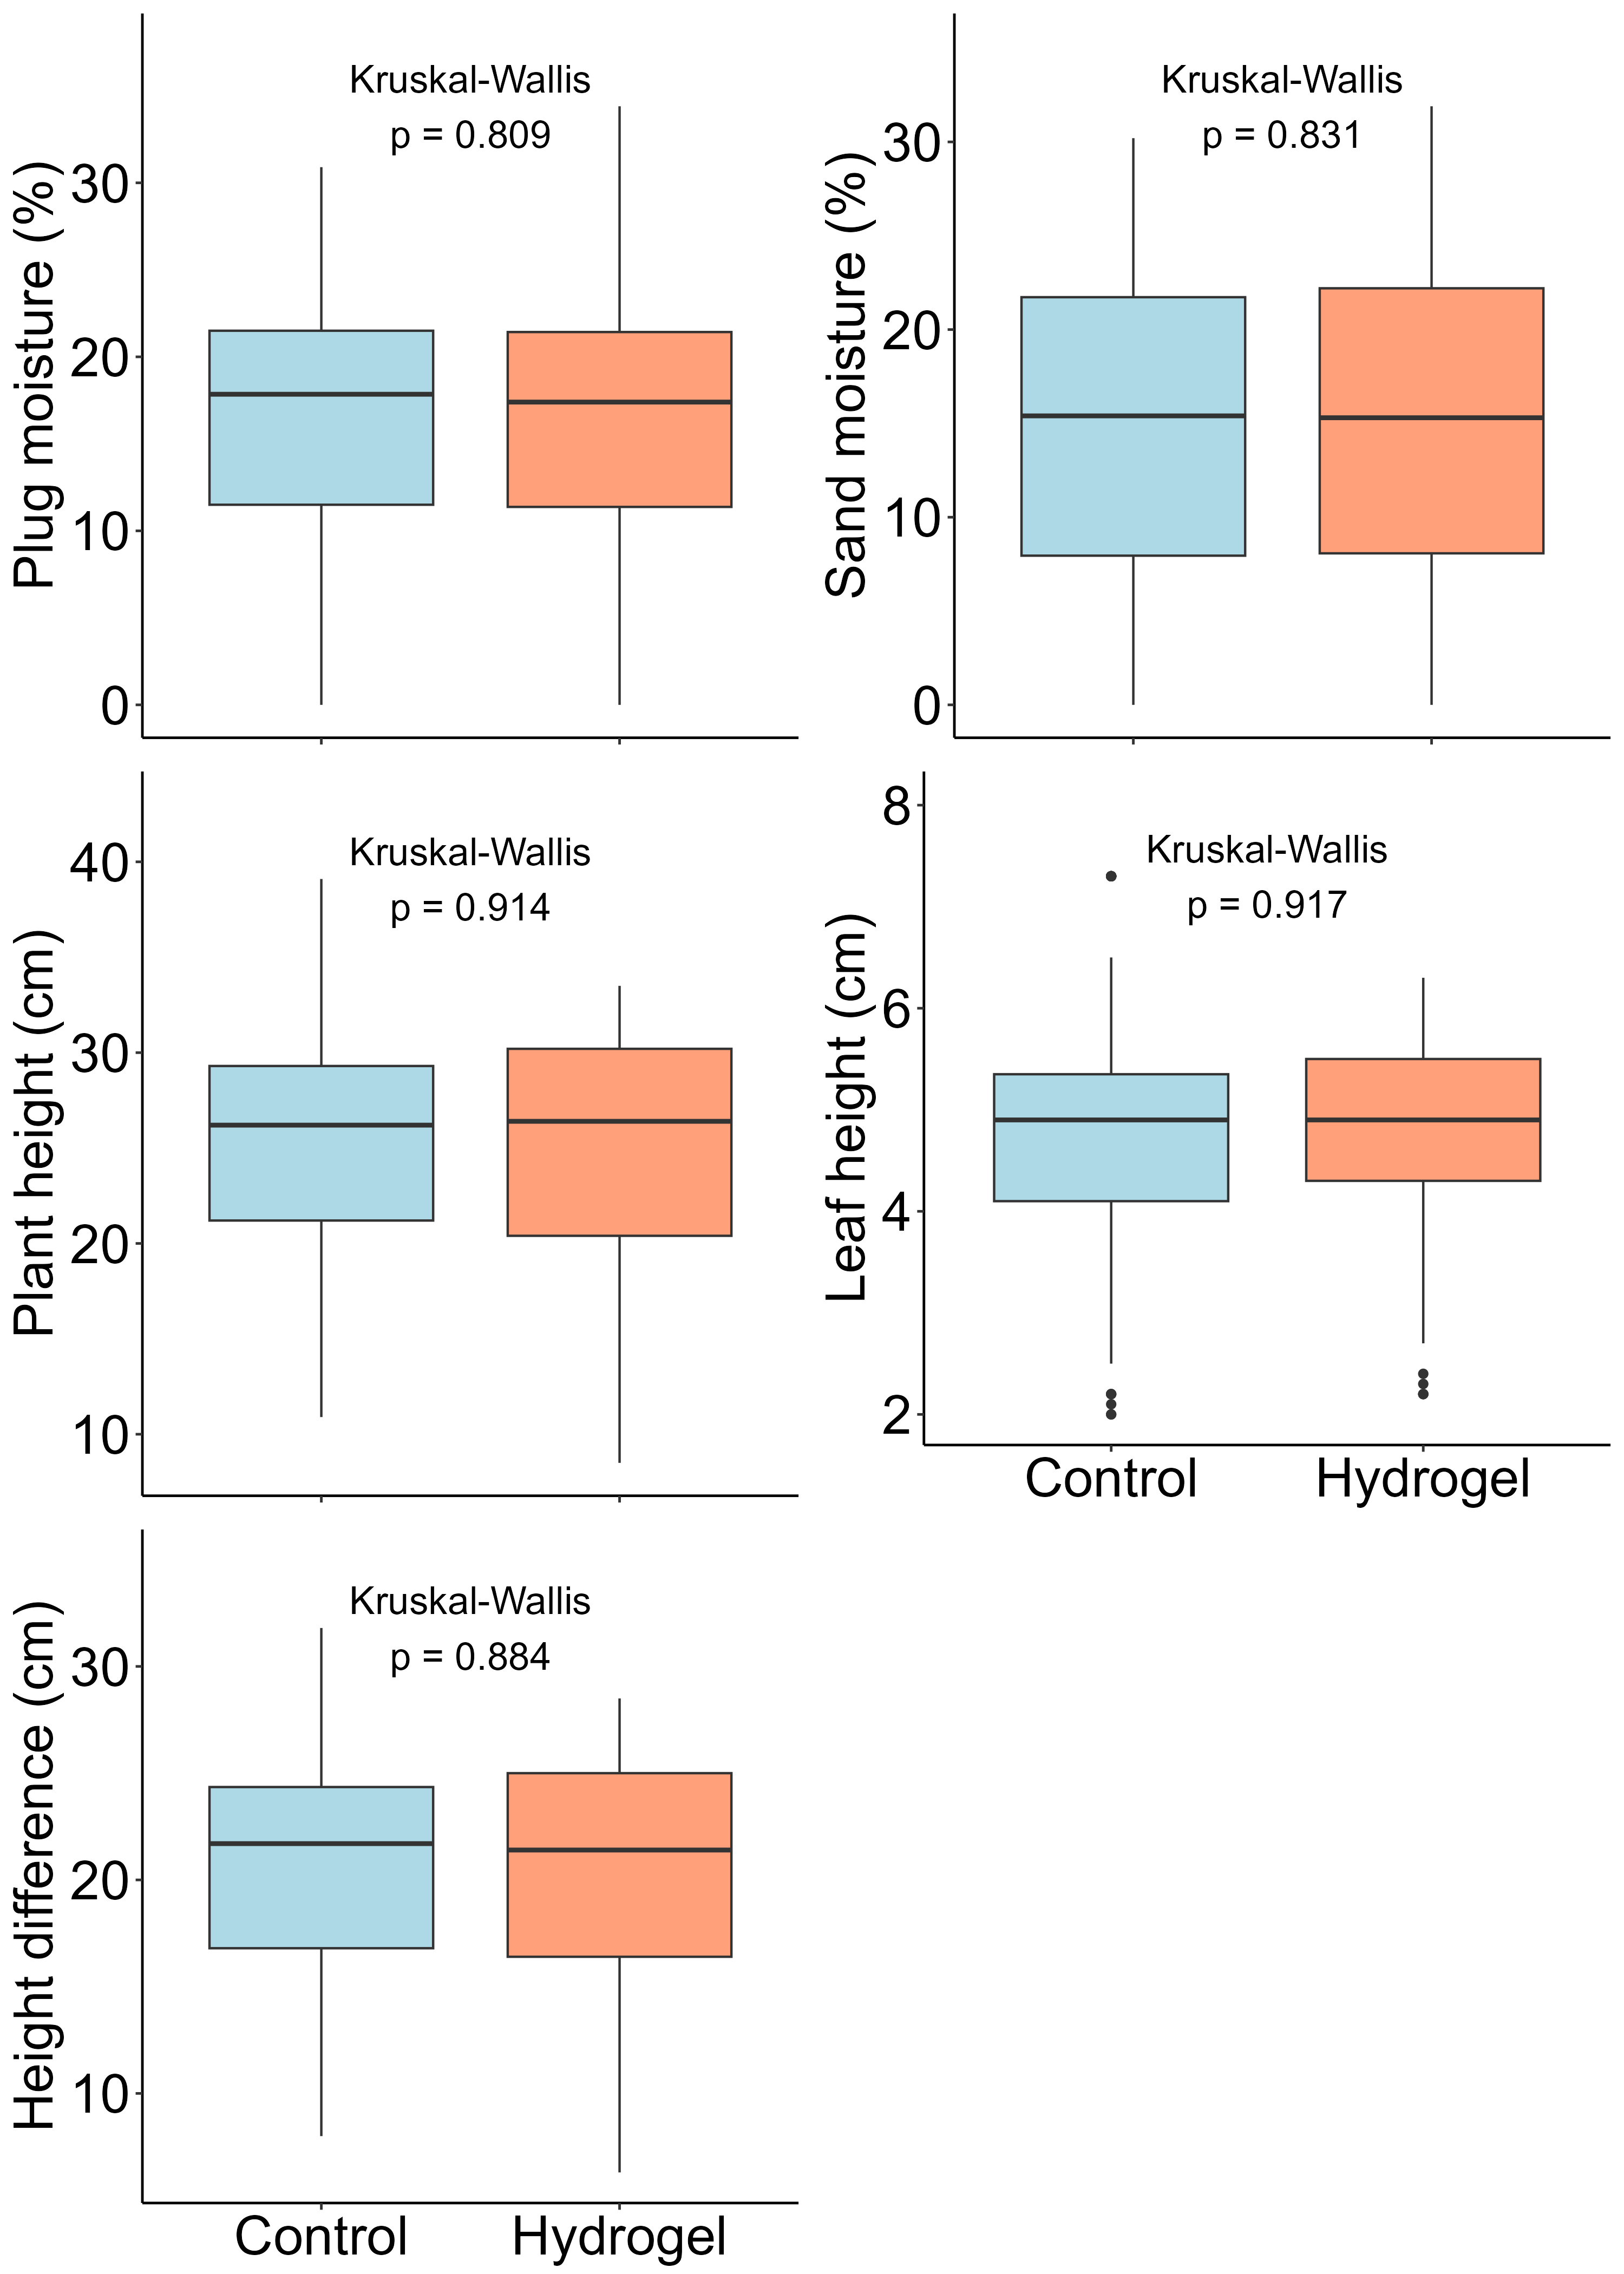 Kruskal-Wallis
p = 0.809
Plug moisture (%)
30
20
10
0
Kruskal-Wallis
p = 0.831
Sand moisture (%)
30
20
10
0
Kruskal-Wallis
p = 0.914
Plant height (cm)
40
30
20
10
Kruskal-Wallis
p = 0.917
Leaf height (cm)
8
6
4
2
Control Hydrogel
Kruskal-Wallis
p = 0.884
Height difference (cm)
30
20
10
Control Hydrogel